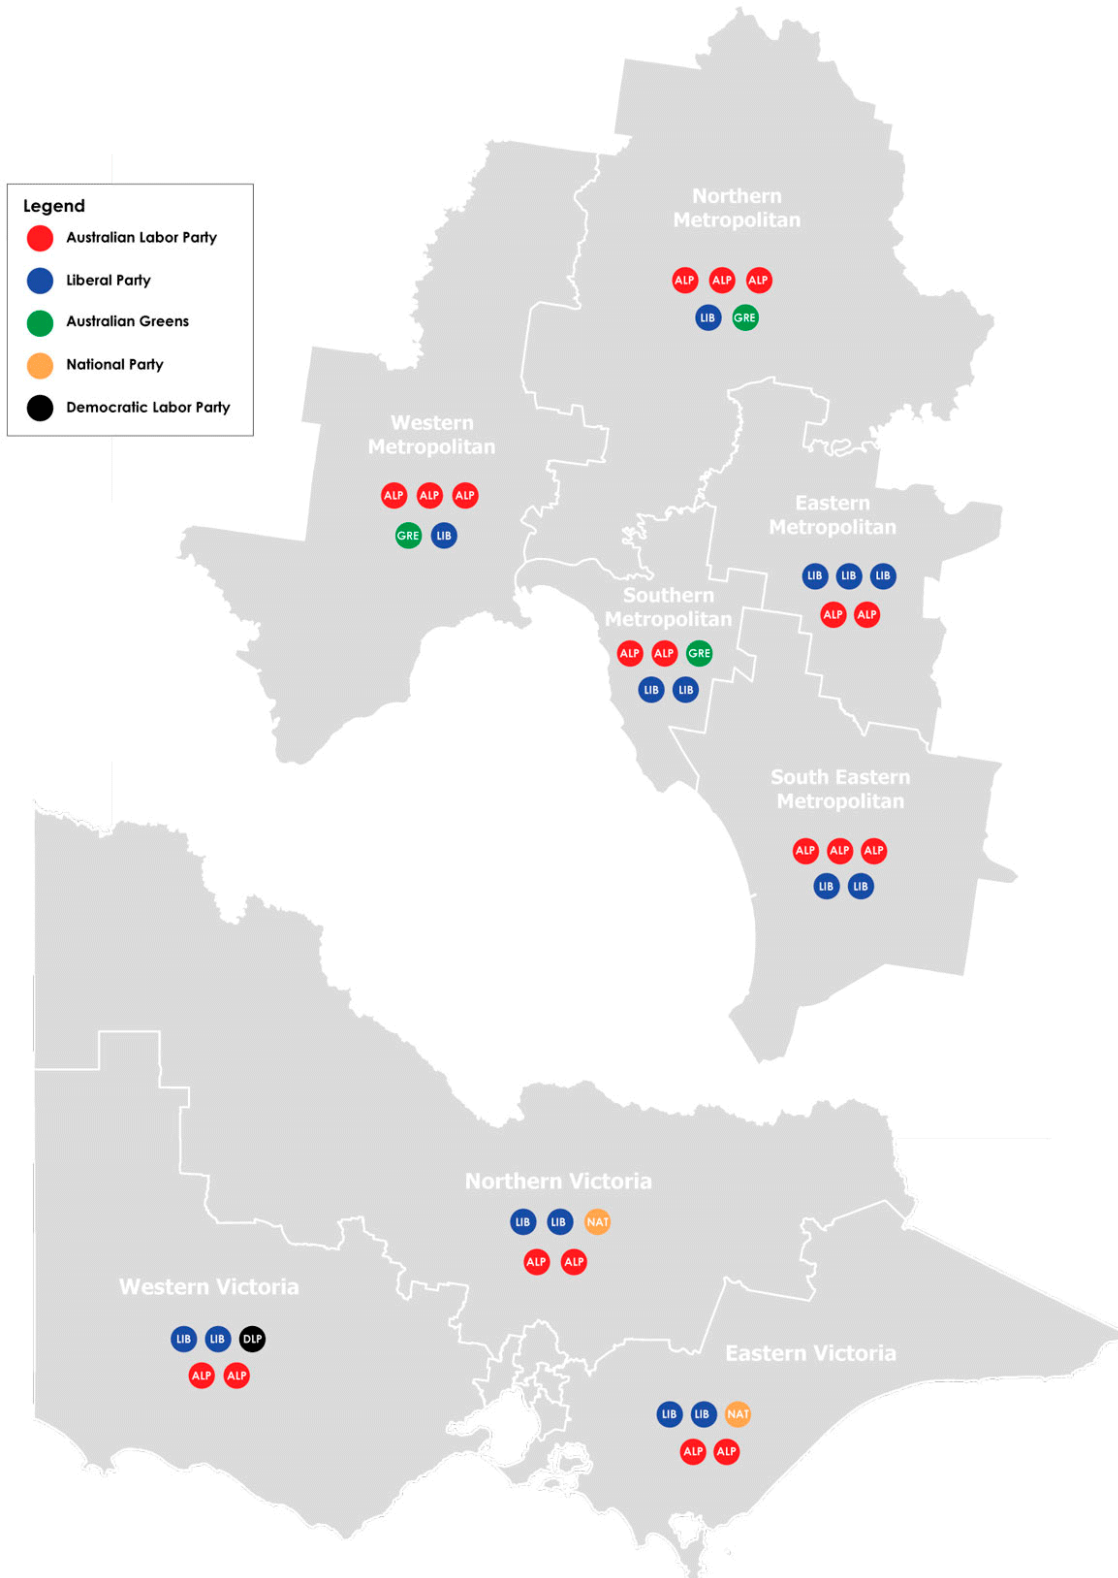 Legend
Australian Labor Party
Liberal Party
Australian Greens
National Party
Democratic Labor Party
Northern
Metropolitan
ALP ALP ALP
LIB GRE
Western
Metropolitan
ALP ALP ALP
GRE LIB
Eastern
Metropolitan
LIB LIB LIB
ALP ALP
Southern
Metropolitan
ALP ALP GRE
LIB LIB
South Eastern
Metropolitan
ALP ALP ALP
LIB LIB
Northern Victoria
LIB LIB NAT
ALP ALP
Western Victoria
LIB LIB DLP
ALP ALP
Eastern Victoria
LIB LIB NAT
ALP ALP